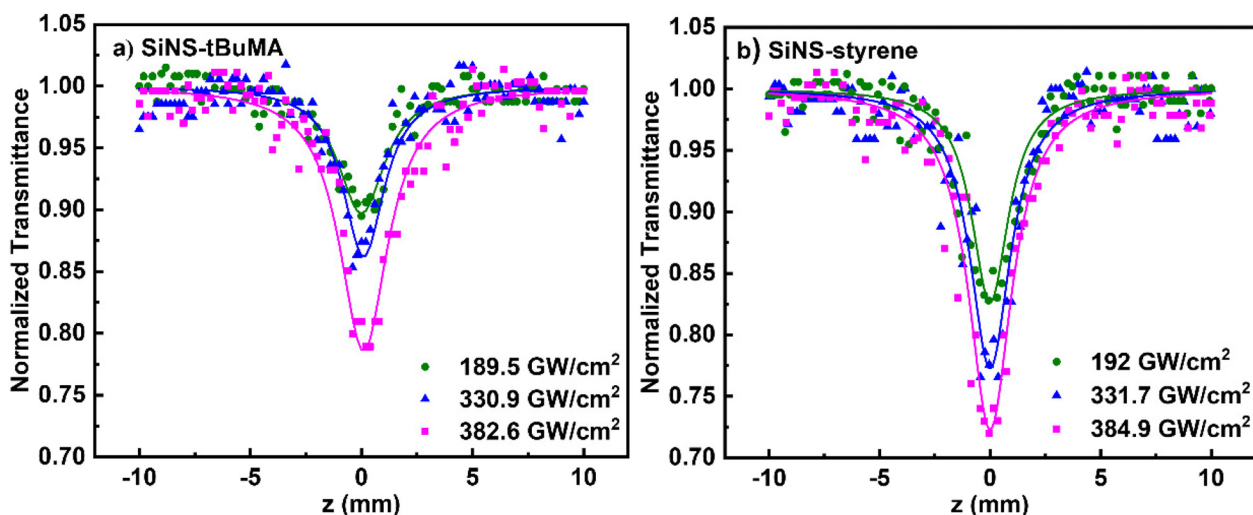 a) SiNS-tBuMA
Normalized Transmittance
1.05
1.00
0.95
0.90
0.85
0.80
0.75
0.70
189.5 GW/cm²
330.9 GW/cm²
382.6 GW/cm²
-10 -5 0 5 10
z (mm)
b) SiNS-styrene
Normalized Transmittance
1.05
1.00
0.95
0.90
0.85
0.80
0.75
0.70
192 GW/cm²
331.7 GW/cm²
384.9 GW/cm²
-10 -5 0 5 10
z (mm)